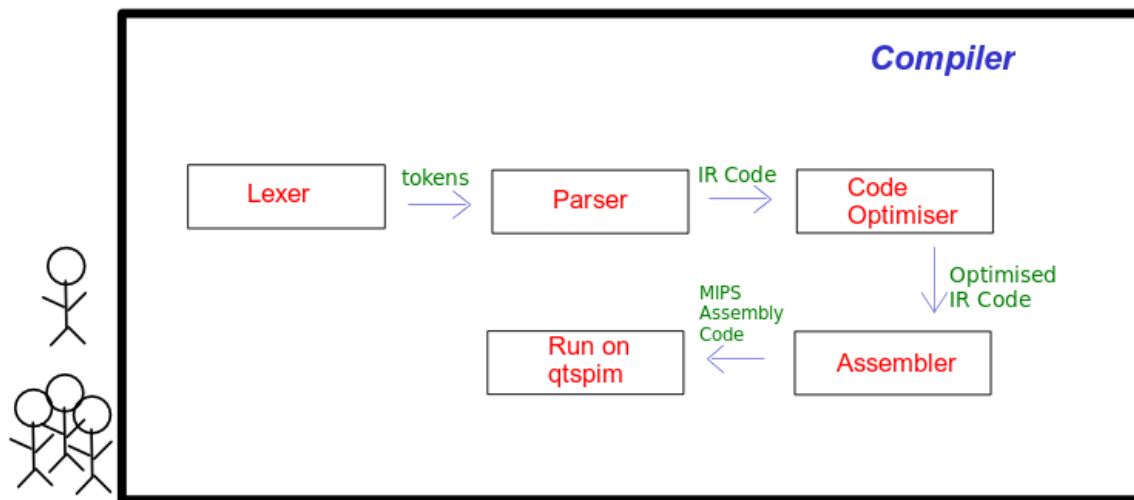 Compiler
Lexer
tokens
Parser
IR Code
Code
Optimiser
Optimised
IR Code
Assembler
MIPS
Assembly
Code
Run on
qtspim